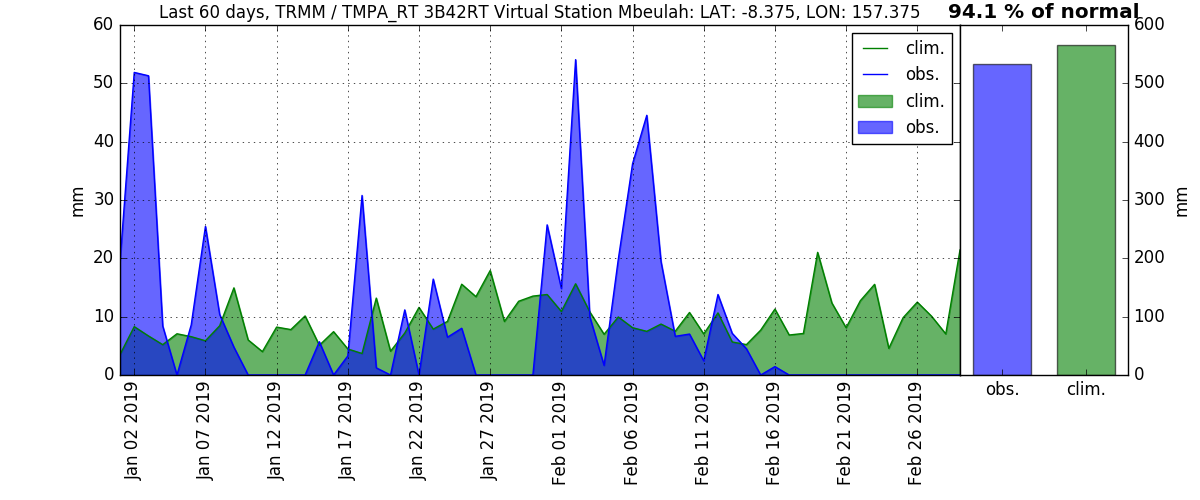 Last 60 days, TRMM / TMPA_RT 3B42RT Virtual Station Mbeulah: LAT: -8.375, LON: 157.375
94.1 % of normal
60
50
40
30
20
10
0
mm
clim.
obs.
clim.
obs.
Jan 02 2019
Jan 07 2019
Jan 12 2019
Jan 17 2019
Jan 22 2019
Jan 27 2019
Feb 01 2019
Feb 06 2019
Feb 11 2019
Feb 16 2019
Feb 21 2019
Feb 26 2019
600
500
400
300
200
100
0
mm
obs.
clim.